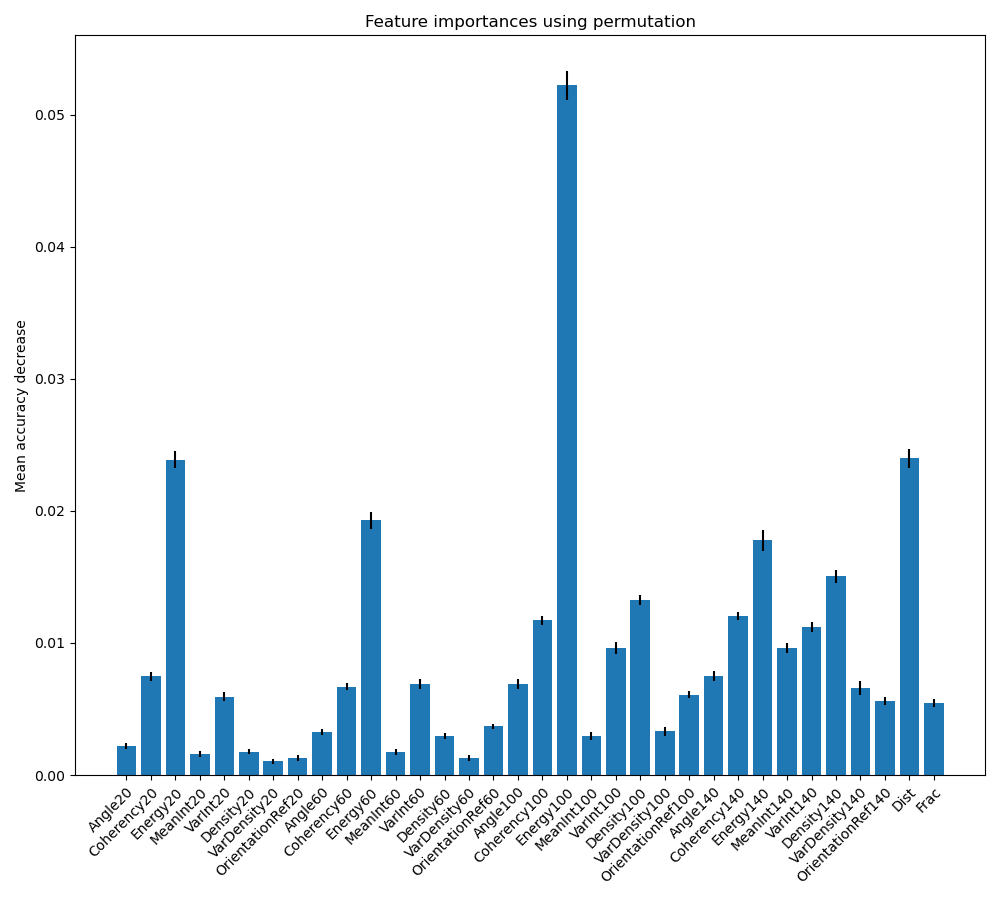 Feature importances using permutation
Mean accuracy decrease
0.05
0.04
0.03
0.02
0.01
0.00
Angle20
Coherency20
Energy20
MeanInt20
VarInt20
Density20
VarDensity20
OrientationRef20
Angle60
Coherency60
Energy60
MeanInt60
VarInt60
Density60
VarDensity60
OrientationRef60
Angle100
Coherency100
Energy100
MeanInt100
VarInt100
Density100
VarDensity100
OrientationRef100
Angle140
Coherency140
Energy140
MeanInt140
VarInt140
Density140
VarDensity140
OrientationRef140
Dist
Frac